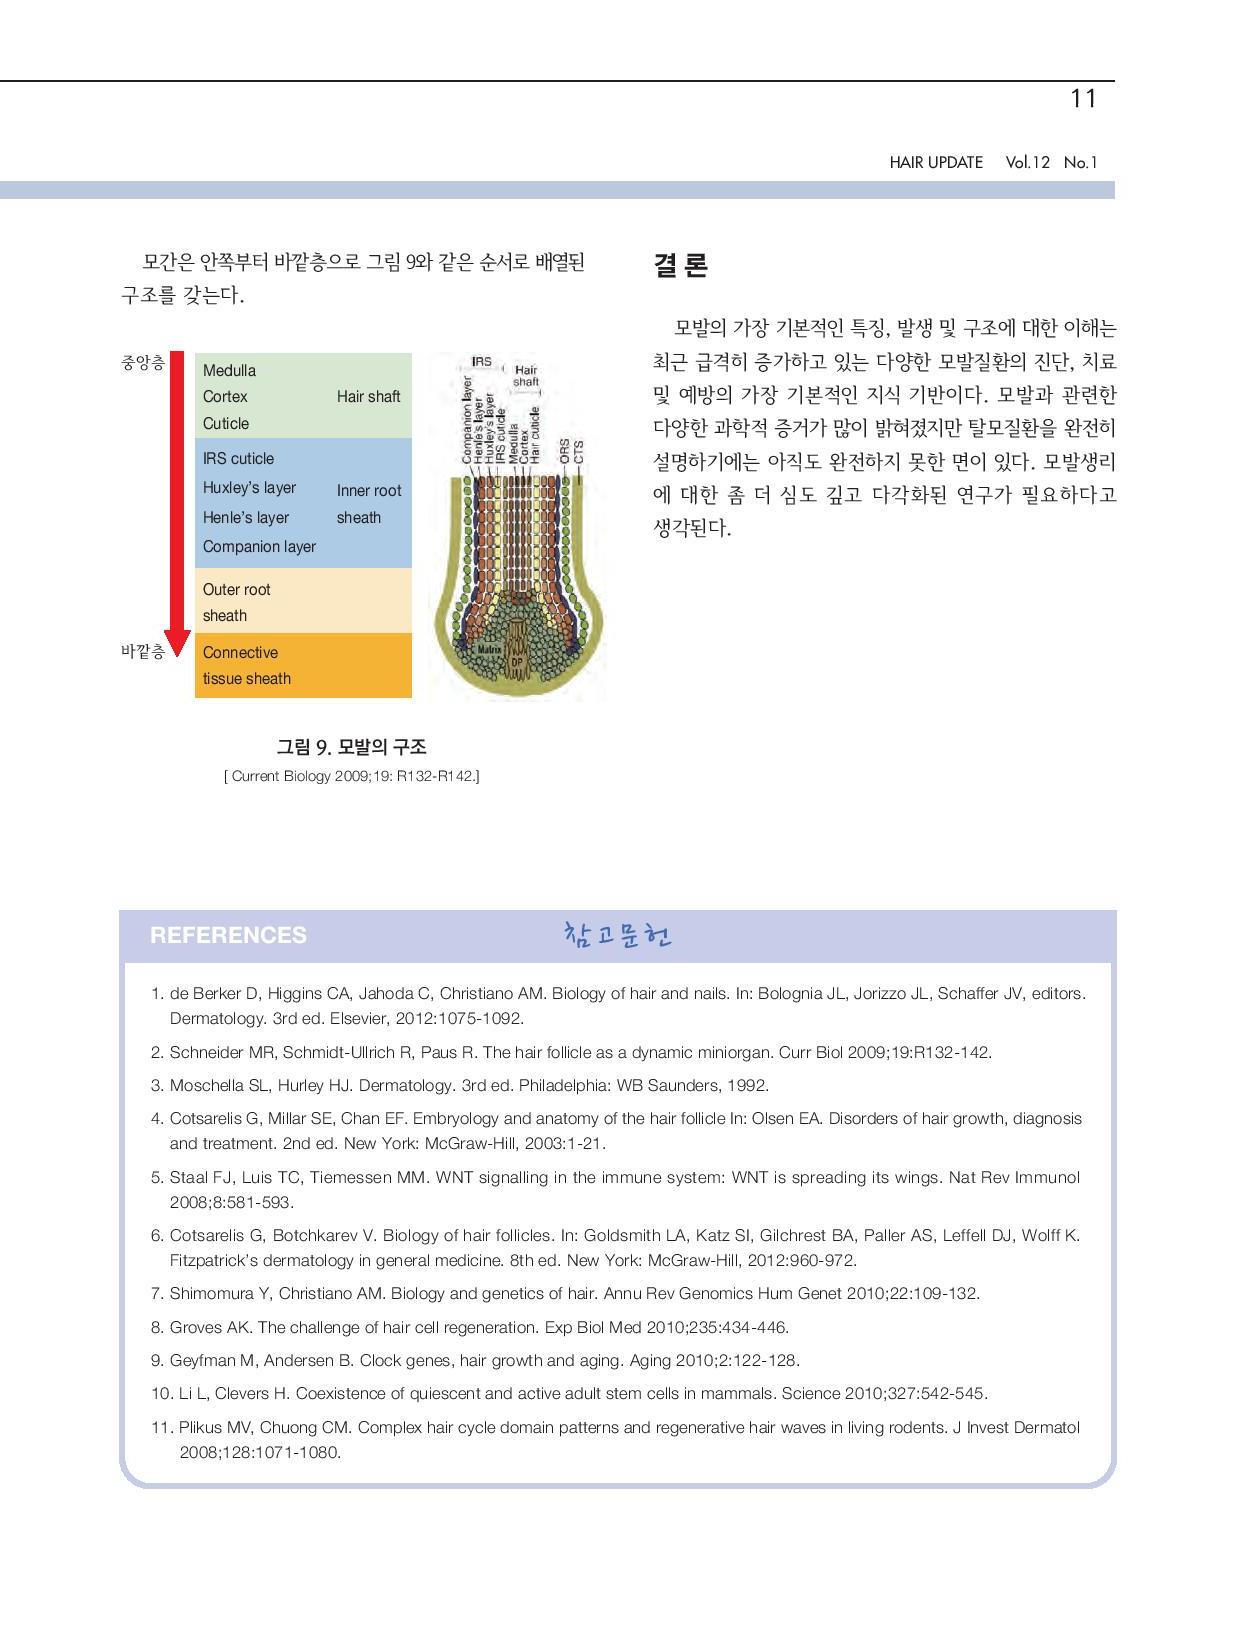 11
HAIR UPDATE Vol.12 No.1
모간은 안쪽부터 바깥층으로 그림 9와 같은 순서로 배열된
구조를 갖는다.
중앙층
바깥층
Medulla
Cortex Hair shaft
Cuticle
IRS cuticle
Huxley's layer Inner root
Henle's layer sheath
Companion layer
Outer root
sheath
Connective
tissue sheath
IRS
Hair
shaft
Companion layer
Henle's layer
Huxley's layer
IRS cuticle
Medulla
Cortex
Hair cuticle
ORS
CTS
Matrix
DP
그림 9. 모발의 구조
[ Current Biology 2009;19: R132-R142.]
결 론
모발의 가장 기본적인 특징, 발생 및 구조에 대한 이해는
최근 급격히 증가하고 있는 다양한 모발질환의 진단, 치료
및 예방의 가장 기본적인 지식 기반이다. 모발과 관련한
다양한 과학적 증거가 많이 밝혀졌지만 탈모질환을 완전히
설명하기에는 아직도 완전하지 못한 면이 있다. 모발생리
에 대한 좀 더 심도 깊고 다각화된 연구가 필요하다고
생각된다.
REFERENCES 참고문헌
1. de Berker D, Higgins CA, Jahoda C, Christiano AM. Biology of hair and nails. In: Bolognia JL, Jorizzo JL, Schaffer JV, editors.
Dermatology. 3rd ed. Elsevier, 2012:1075-1092.
2. Schneider MR, Schmidt-Ullrich R, Paus R. The hair follicle as a dynamic miniorgan. Curr Biol 2009;19:R132-142.
3. Moschella SL, Hurley HJ. Dermatology. 3rd ed. Philadelphia: WB Saunders, 1992.
4. Cotsarelis G, Millar SE, Chan EF. Embryology and anatomy of the hair follicle In: Olsen EA. Disorders of hair growth, diagnosis
and treatment. 2nd ed. New York: McGraw-Hill, 2003:1-21.
5. Staal FJ, Luis TC, Tiemessen MM. WNT signalling in the immune system: WNT is spreading its wings. Nat Rev Immunol
2008;8:581-593.
6. Cotsarelis G, Botchkarev V. Biology of hair follicles. In: Goldsmith LA, Katz SI, Gilchrest BA, Paller AS, Leffell DJ, Wolff K.
Fitzpatrick's dermatology in general medicine. 8th ed. New York: McGraw-Hill, 2012:960-972.
7. Shimomura Y, Christiano AM. Biology and genetics of hair. Annu Rev Genomics Hum Genet 2010;22:109-132.
8. Groves AK. The challenge of hair cell regeneration. Exp Biol Med 2010;235:434-446.
9. Geyfman M, Andersen B. Clock genes, hair growth and aging. Aging 2010;2:122-128.
10. Li L, Clevers H. Coexistence of quiescent and active adult stem cells in mammals. Science 2010;327:542-545.
11. Plikus MV, Chuong CM. Complex hair cycle domain patterns and regenerative hair waves in living rodents. J Invest Dermatol
2008;128:1071-1080.